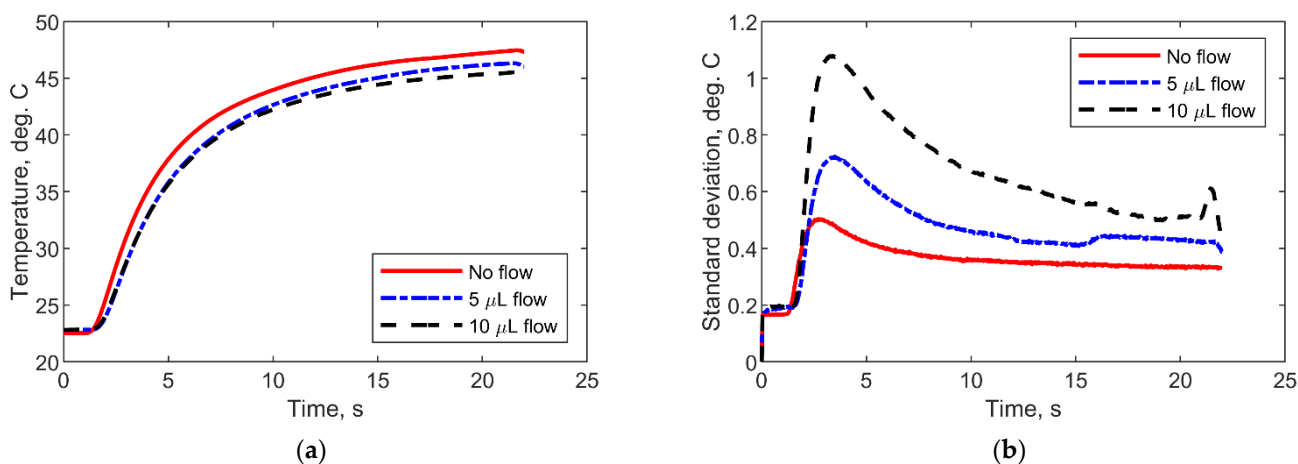 50
45
40
35
30
25
20
Temperature, deg. C
No flow
5 μL flow
10 μL flow
0 5 10 15 20 25
Time, s
(a)
1.2
1
0.8
0.6
0.4
0.2
0
Standard deviation, deg. C
No flow
5 μL flow
10 μL flow
0 5 10 15 20 25
Time, s
(b)